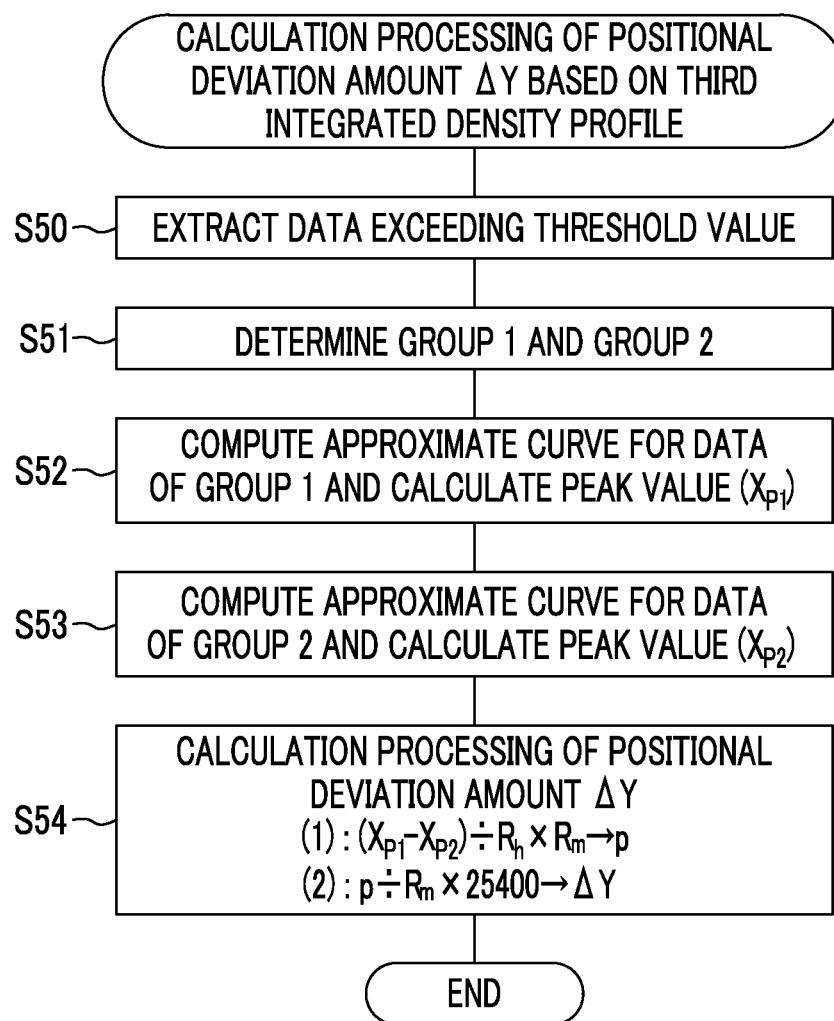 CALCULATION PROCESSING OF POSITIONAL
DEVIATION AMOUNT ΔY BASED ON THIRD
INTEGRATED DENSITY PROFILE
S50
EXTRACT DATA EXCEEDING THRESHOLD VALUE
S51
DETERMINE GROUP 1 AND GROUP 2
S52
COMPUTE APPROXIMATE CURVE FOR DATA
OF GROUP 1 AND CALCULATE PEAK VALUE (XP1)
S53
COMPUTE APPROXIMATE CURVE FOR DATA
OF GROUP 2 AND CALCULATE PEAK VALUE (XP2)
S54
CALCULATION PROCESSING OF POSITIONAL
DEVIATION AMOUNT ΔY
(1) : (XP1-XP2)÷Rh×Rm→p
(2) : p÷Rm×25400→ΔY
END